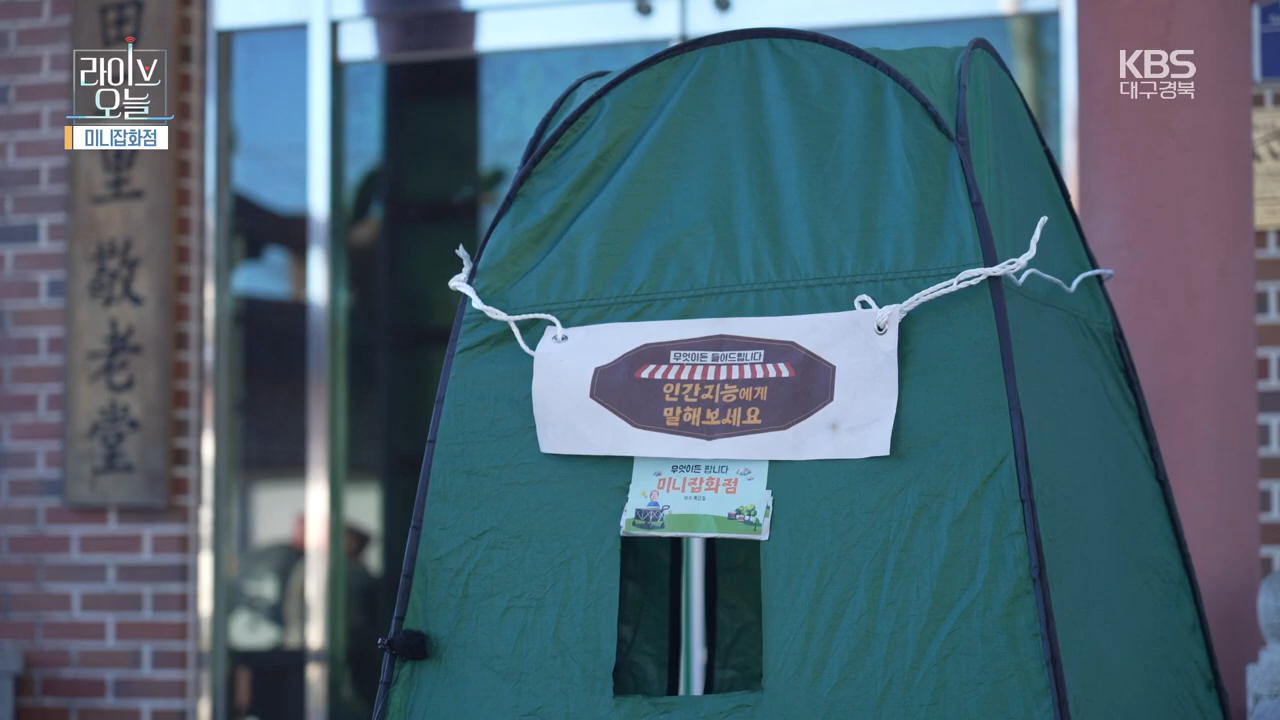 라이브
오늘
미니잡화점
KBS
대구경북
田
里
敬
老
堂
무엇이든 들어드립니다
인간지능에게
말해보세요
무엇이든 팝니다
미니잡화점